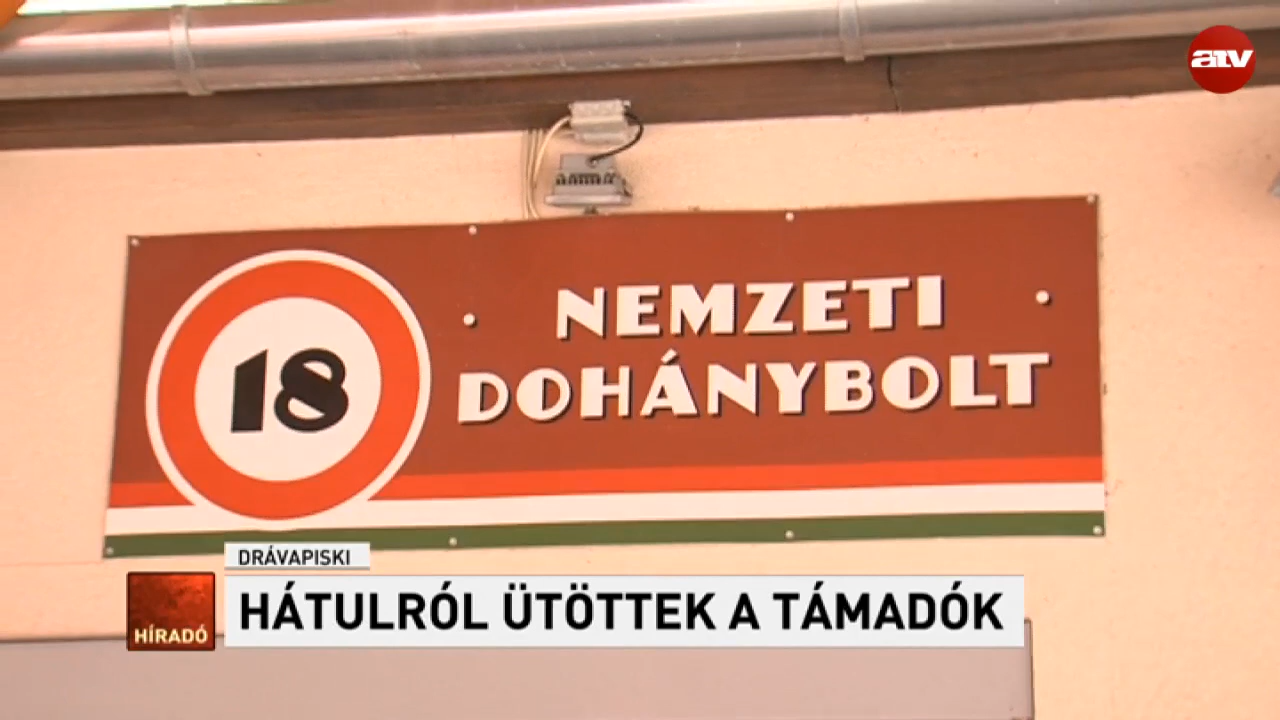 atv
18
NEMZETI
DOHÁNYBOLT
DRÁVAPISKI
HÍRADÓ
HÁTULRÓL ÜTÖTTEK A TÁMADÓK